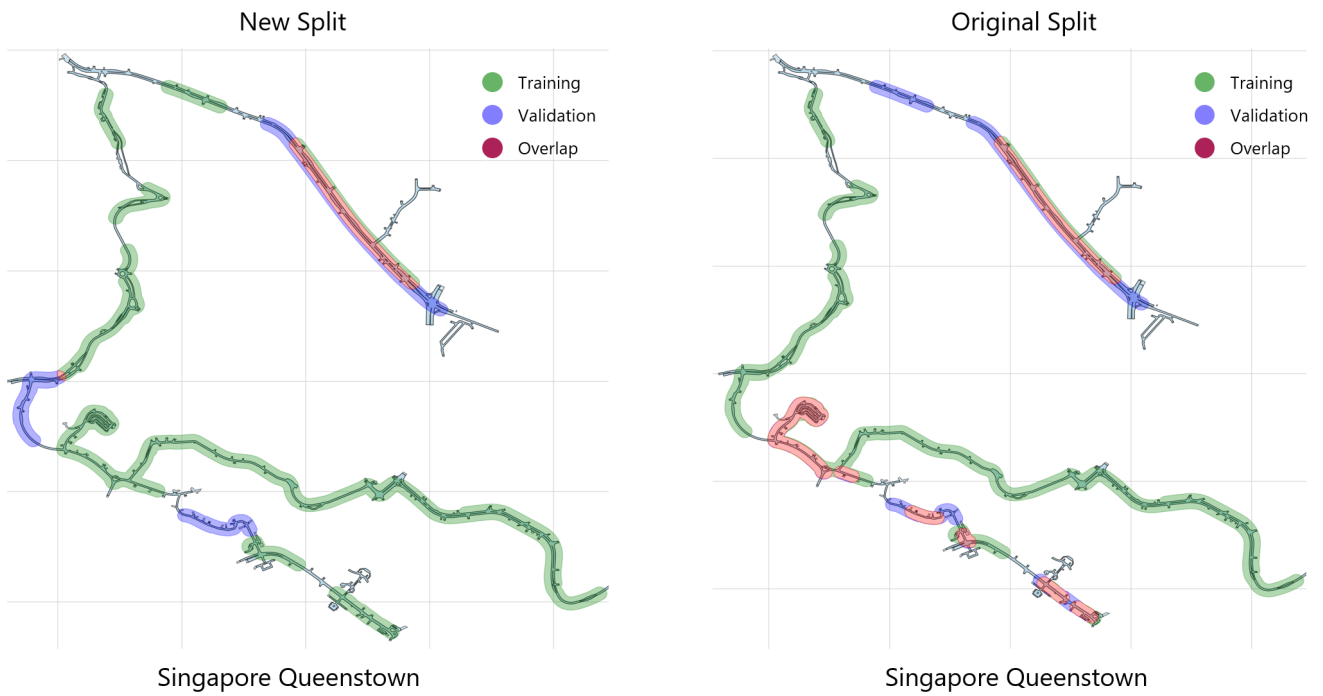 New Split
Training
Validation
Overlap
Singapore Queenstown
Original Split
Training
Validation
Overlap
Singapore Queenstown